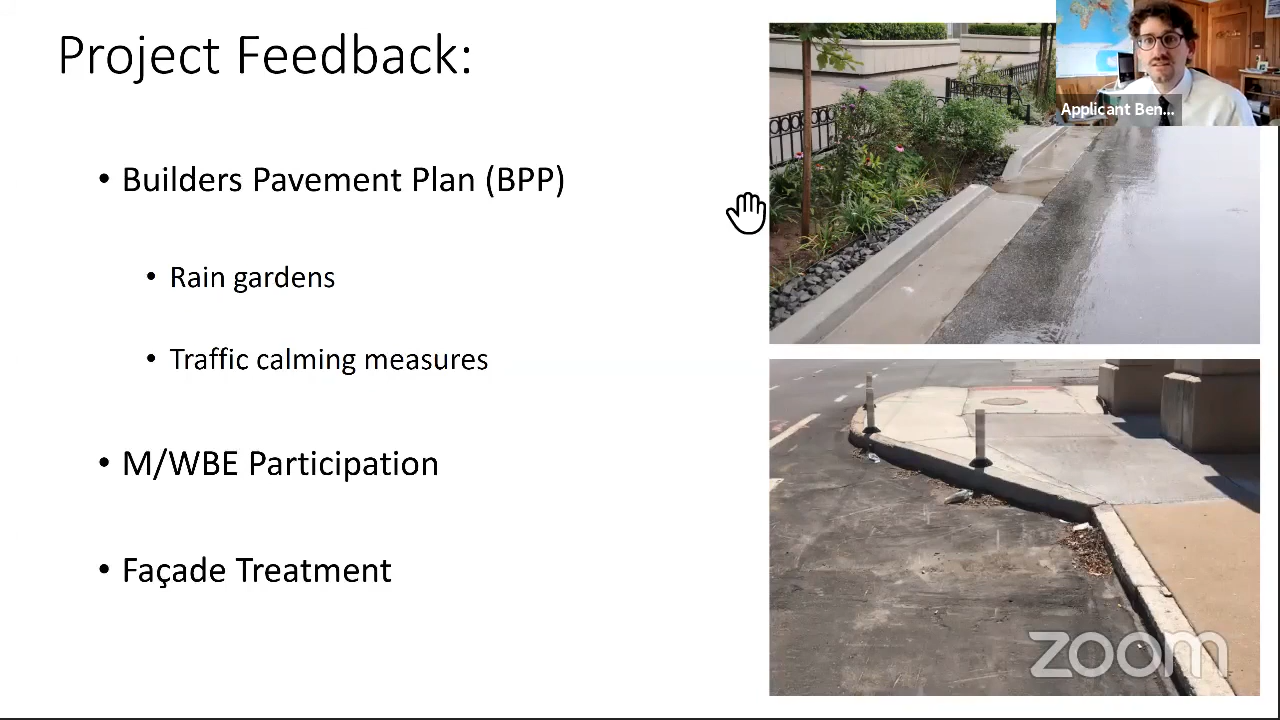 Project Feedback:
Applicant Ben...
• Builders Pavement Plan (BPP)
• Rain gardens
• Traffic calming measures
• M/WBE Participation
• Façade Treatment
zoom